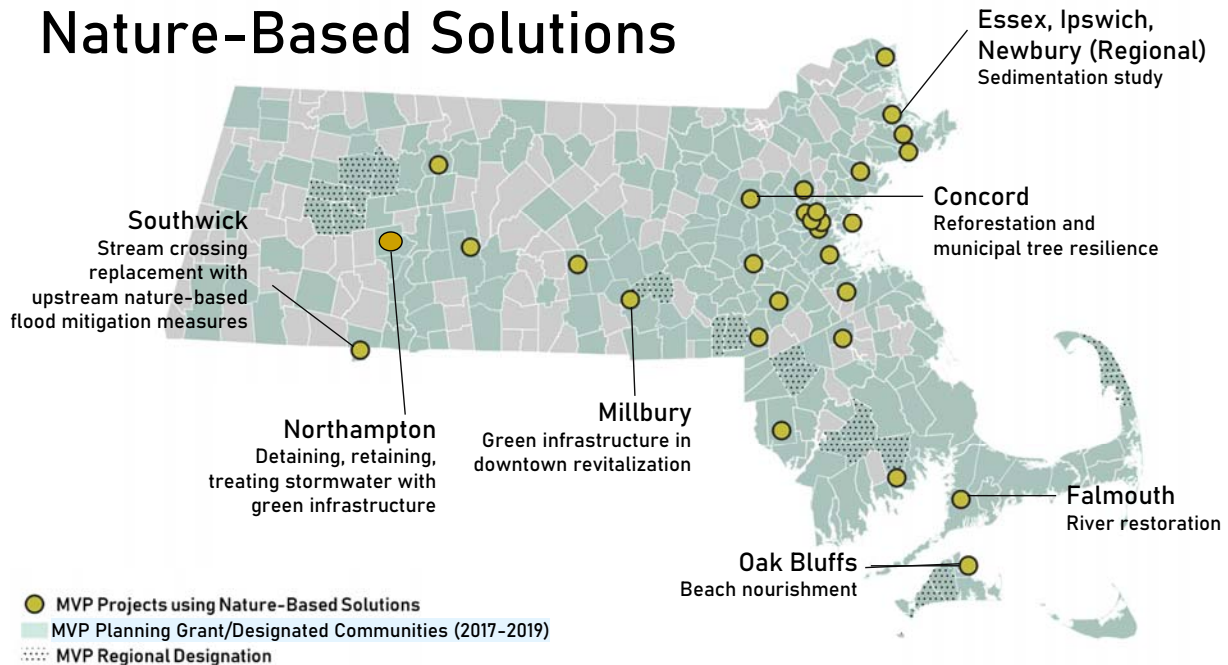 Nature-Based Solutions
Essex, Ipswich,
Newbury (Regional)
Sedimentation study
Concord
Reforestation and
municipal tree resilience
Southwick
Stream crossing
replacement with
upstream nature-based
flood mitigation measures
Northampton
Detaining, retaining,
treating stormwater with
green infrastructure
Millbury
Green infrastructure in
downtown revitalization
Falmouth
River restoration
Oak Bluffs
Beach nourishment
MVP Projects using Nature-Based Solutions
MVP Planning Grant/Designated Communities (2017-2019)
MVP Regional Designation